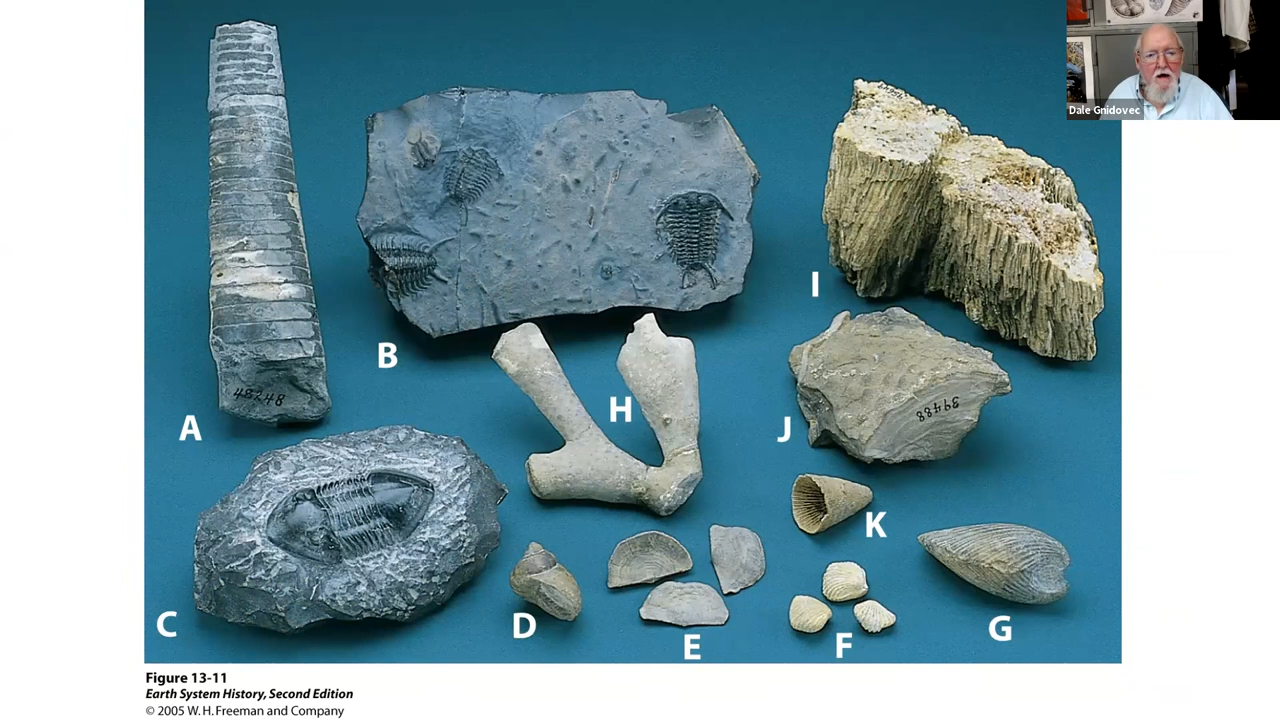 Dale Gnidovec
A
B
I
H
J
C
D
E
K
F
G
48248
39488
Figure 13-11
Earth System History, Second Edition
© 2005 W. H. Freeman and Company